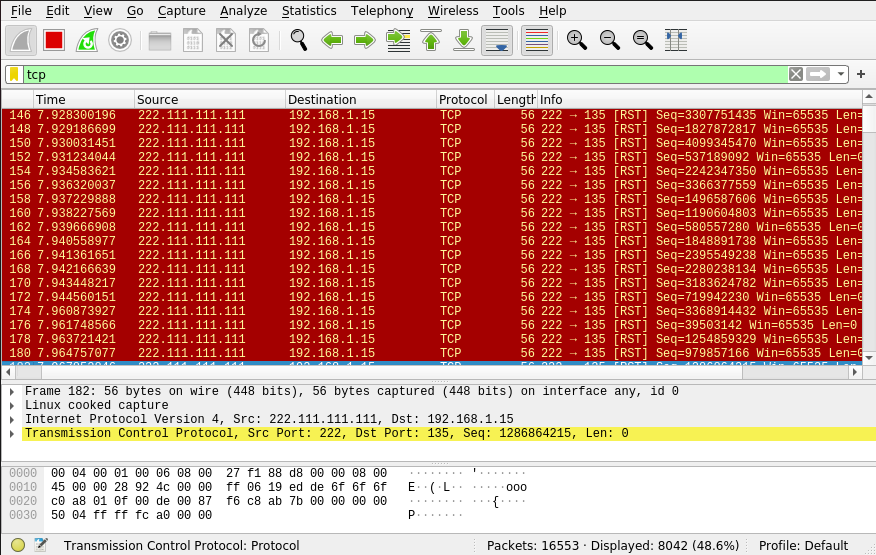 File Edit View Go Capture Analyze Statistics Telephony Wireless Tools Help
tcp
Time Source Destination Protocol Length Info
146 7.928300196 222.111.111.111 192.168.1.15 TCP 56 222 → 135 [RST] Seq=3307751435 Win=65535 Len=
148 7.929186699 222.111.111.111 192.168.1.15 TCP 56 222 → 135 [RST] Seq=1827872817 Win=65535 Len=
150 7.930031451 222.111.111.111 192.168.1.15 TCP 56 222 → 135 [RST] Seq=4099345470 Win=65535 Len=
152 7.931234044 222.111.111.111 192.168.1.15 TCP 56 222 → 135 [RST] Seq=537189092 Win=65535 Len=0
154 7.934583621 222.111.111.111 192.168.1.15 TCP 56 222 → 135 [RST] Seq=2242347350 Win=65535 Len=
156 7.936320037 222.111.111.111 192.168.1.15 TCP 56 222 → 135 [RST] Seq=3366377559 Win=65535 Len=
158 7.937229888 222.111.111.111 192.168.1.15 TCP 56 222 → 135 [RST] Seq=1496587606 Win=65535 Len=
160 7.938227569 222.111.111.111 192.168.1.15 TCP 56 222 → 135 [RST] Seq=1190604803 Win=65535 Len=
162 7.939666908 222.111.111.111 192.168.1.15 TCP 56 222 → 135 [RST] Seq=580557280 Win=65535 Len=0
164 7.940558977 222.111.111.111 192.168.1.15 TCP 56 222 → 135 [RST] Seq=1848891738 Win=65535 Len=
166 7.941361651 222.111.111.111 192.168.1.15 TCP 56 222 → 135 [RST] Seq=2395549238 Win=65535 Len=
168 7.942166639 222.111.111.111 192.168.1.15 TCP 56 222 → 135 [RST] Seq=2280238134 Win=65535 Len=
170 7.943448217 222.111.111.111 192.168.1.15 TCP 56 222 → 135 [RST] Seq=3183624782 Win=65535 Len=
172 7.944560151 222.111.111.111 192.168.1.15 TCP 56 222 → 135 [RST] Seq=719942230 Win=65535 Len=0
174 7.960873927 222.111.111.111 192.168.1.15 TCP 56 222 → 135 [RST] Seq=3368914432 Win=65535 Len=
176 7.961748566 222.111.111.111 192.168.1.15 TCP 56 222 → 135 [RST] Seq=39503142 Win=65535 Len=0
178 7.963721421 222.111.111.111 192.168.1.15 TCP 56 222 → 135 [RST] Seq=1254859329 Win=65535 Len=
180 7.964757077 222.111.111.111 192.168.1.15 TCP 56 222 → 135 [RST] Seq=979857166 Win=65535 Len=0
Frame 182: 56 bytes on wire (448 bits), 56 bytes captured (448 bits) on interface any, id 0
Linux cooked capture
Internet Protocol Version 4, Src: 222.111.111.111, Dst: 192.168.1.15
Transmission Control Protocol, Src Port: 222, Dst Port: 135, Seq: 1286864215, Len: 0
0000 00 04 00 01 00 06 08 00 27 f1 88 d8 00 00 08 00 ········ '·······
0010 45 00 00 28 92 4c 00 00 ff 06 19 ed de 6f 6f 6f E··(·L·· ·····ooo
0020 c0 a8 01 0f 00 de 00 87 f6 c8 ab 7b 00 00 00 00 ········ ···{····
0030 50 04 ff ff fc a0 00 00 P·······
Transmission Control Protocol: Protocol Packets: 16553 · Displayed: 8042 (48.6%) Profile: Default